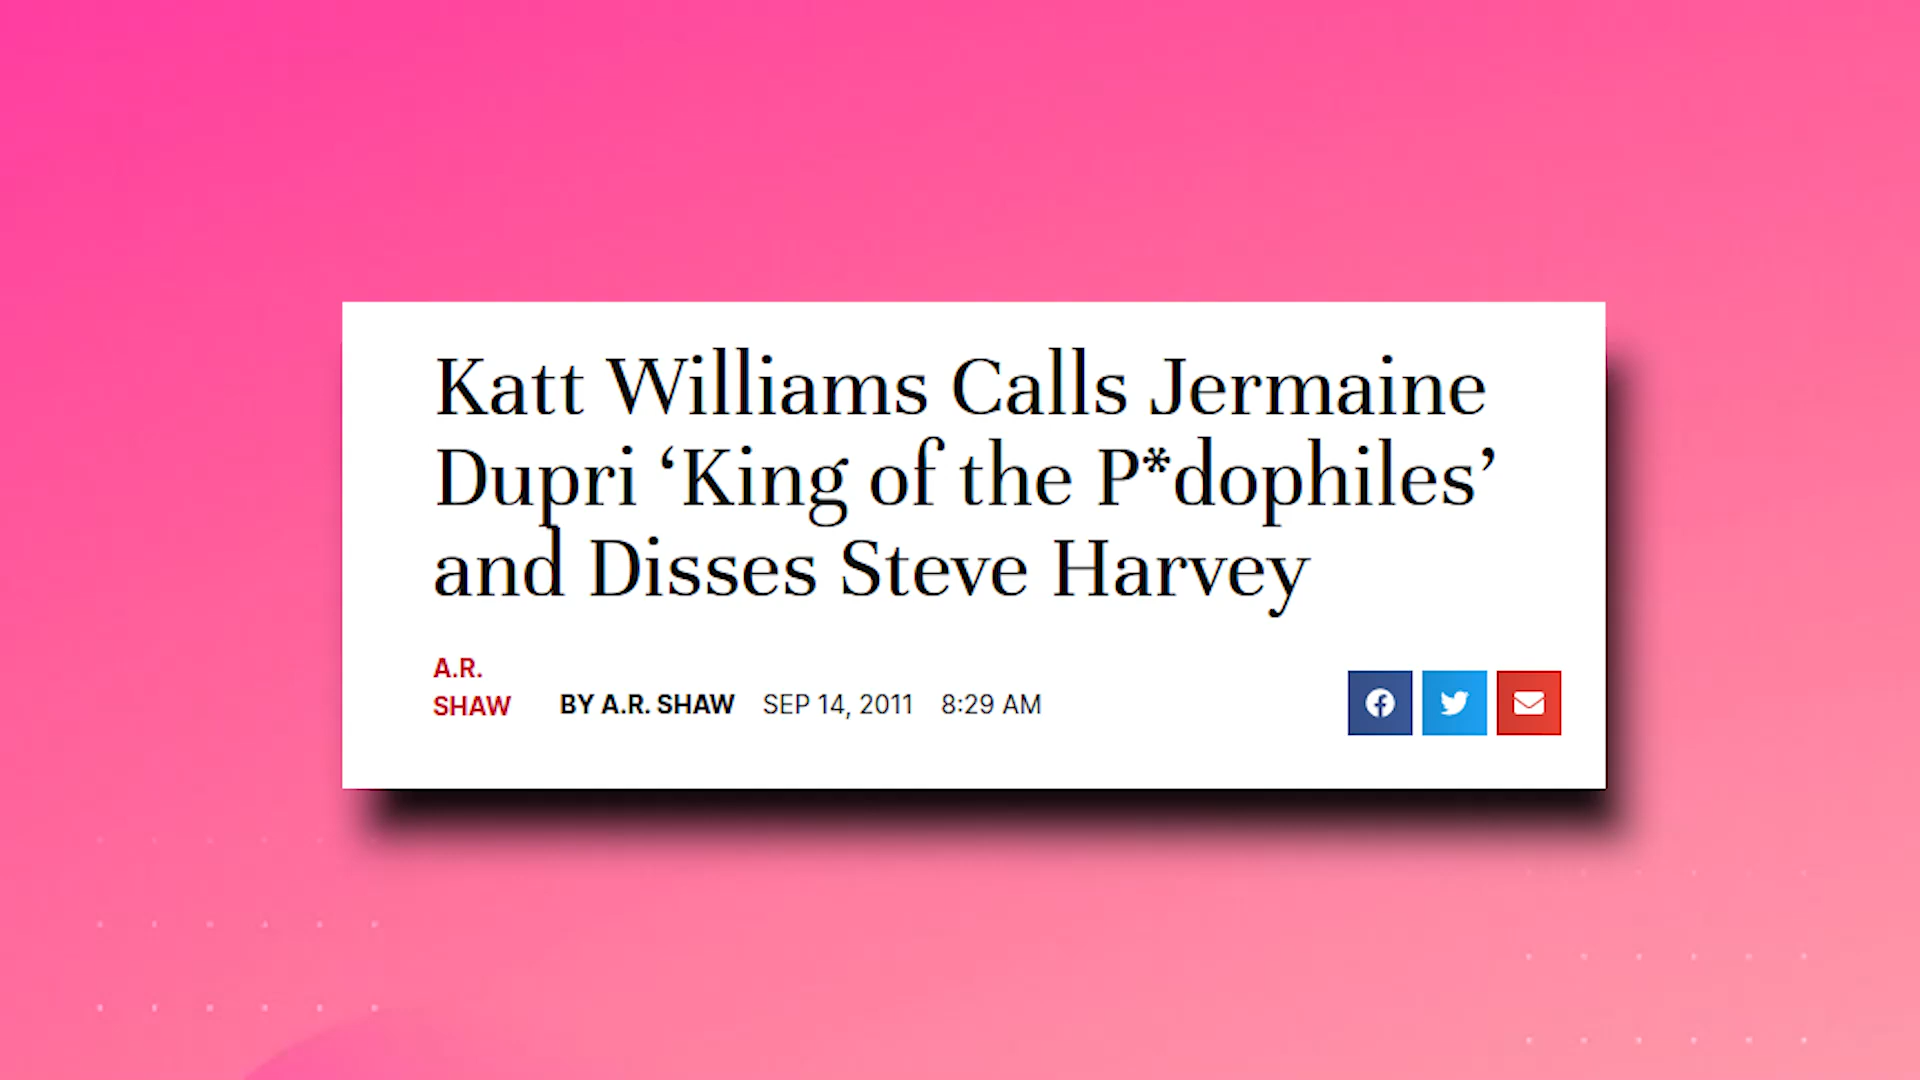 Katt Williams Calls Jermaine
Dupri ‘King of the P*dophiles’
and Disses Steve Harvey
A.R.
SHAW
BY A.R. SHAW SEP 14, 2011 8:29 AM